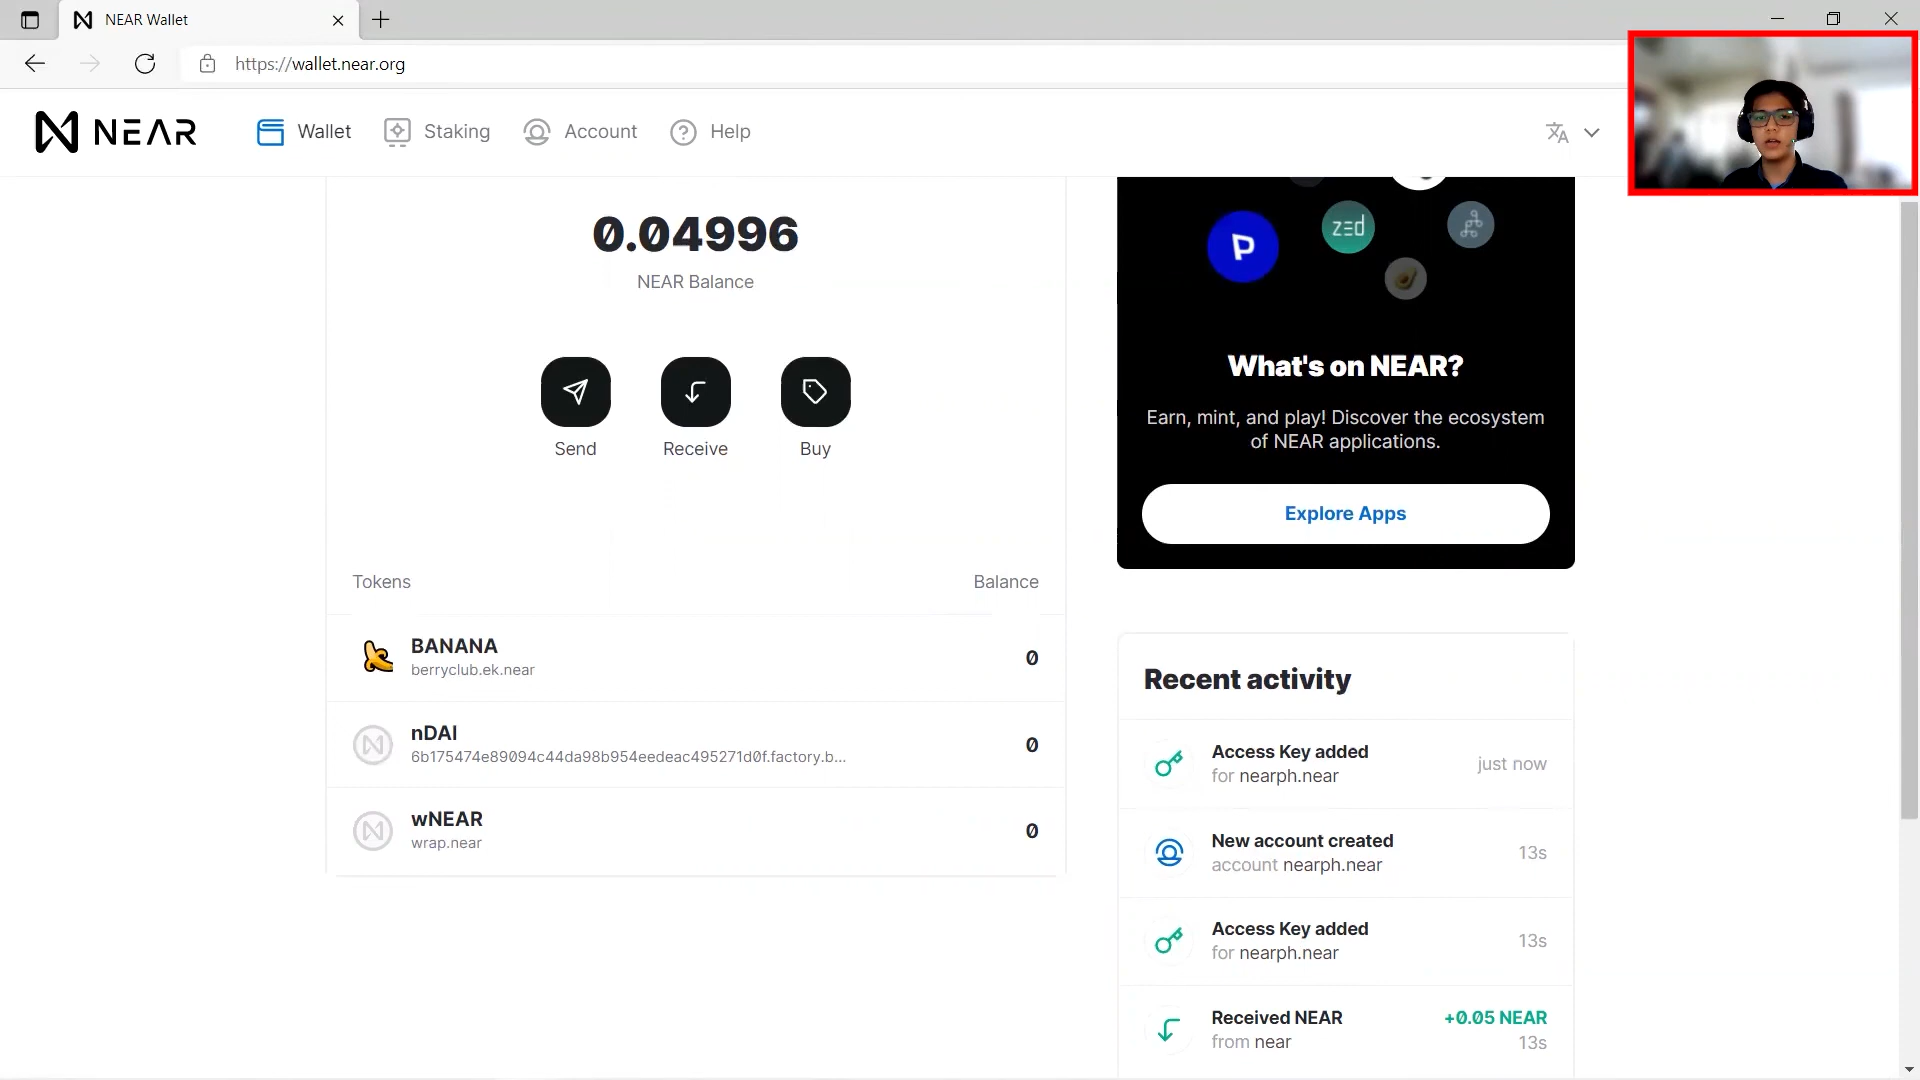 NEAR Wallet
https://wallet.near.org
NEAR
Wallet
Staking
Account
Help
0.04996
NEAR Balance
Send
Receive
Buy
Tokens
Balance
BANANA
berryclub.ek.near
0
nDAI
6b175474e89094c44da98b954eedeac495271d0f.factory.b...
0
wNEAR
wrap.near
0
P
zed
What's on NEAR?
Earn, mint, and play! Discover the ecosystem
of NEAR applications.
Explore Apps
Recent activity
Access Key added
for nearph.near
just now
New account created
account nearph.near
13s
Access Key added
for nearph.near
13s
Received NEAR
from near
+0.05 NEAR
13s